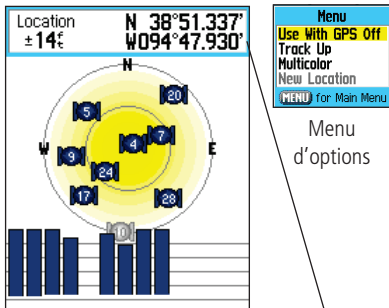 Location
±14ft
N 38°51.337'
W094°47.930'
N
20
5
7
4
W
E
9
24
17
28
10
Menu
Use With GPS Off
Track Up
Multicolor
New Location
MENU for Main Menu
Menu
d'options